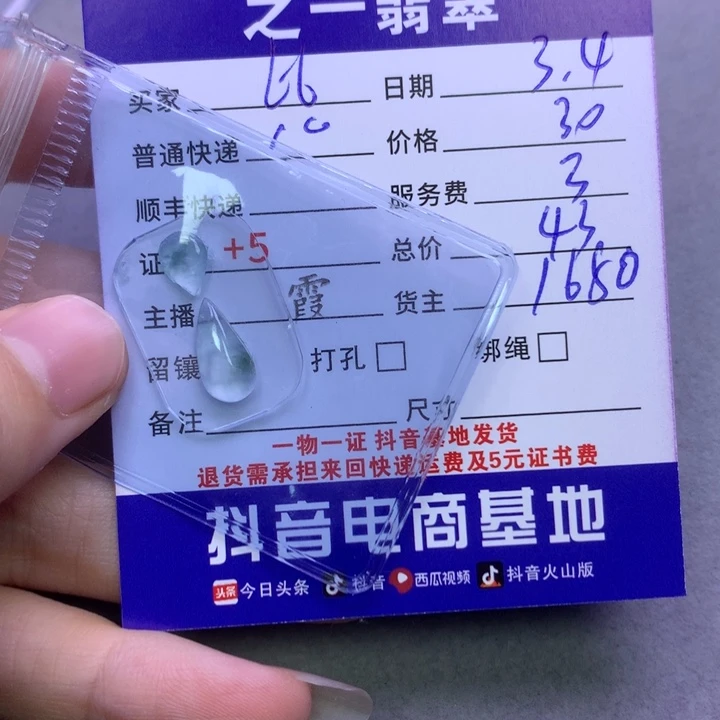 之一翡翠
买家 66 日期 3.4
普通快递 10 价格 30
顺丰快递 服务费 3
证 +5 总价 43
主播 霞 货主 1680
留镶 打孔 绑绳
备注 尺寸
一物一证 抖音基地发货
退货需承担来回快递运费及5元证书费
抖音电商基地
头条 今日头条 抖音 西瓜视频 抖音火山版